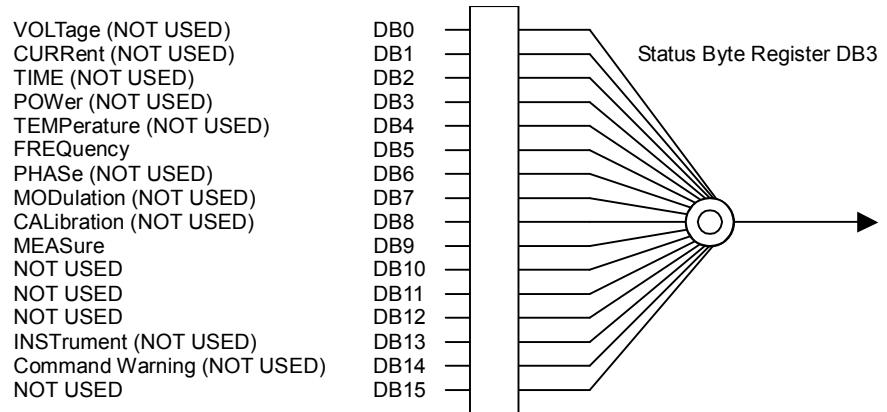 VOLTage (NOT USED) DB0
CURRent (NOT USED) DB1 Status Byte Register DB3
TIME (NOT USED) DB2
POWer (NOT USED) DB3
TEMPerature (NOT USED) DB4
FREQuency DB5
PHASe (NOT USED) DB6
MODulation (NOT USED) DB7
CALibration (NOT USED) DB8
MEASure DB9
NOT USED DB10
NOT USED DB11
NOT USED DB12
INSTrument (NOT USED) DB13
Command Warning (NOT USED) DB14
NOT USED DB15